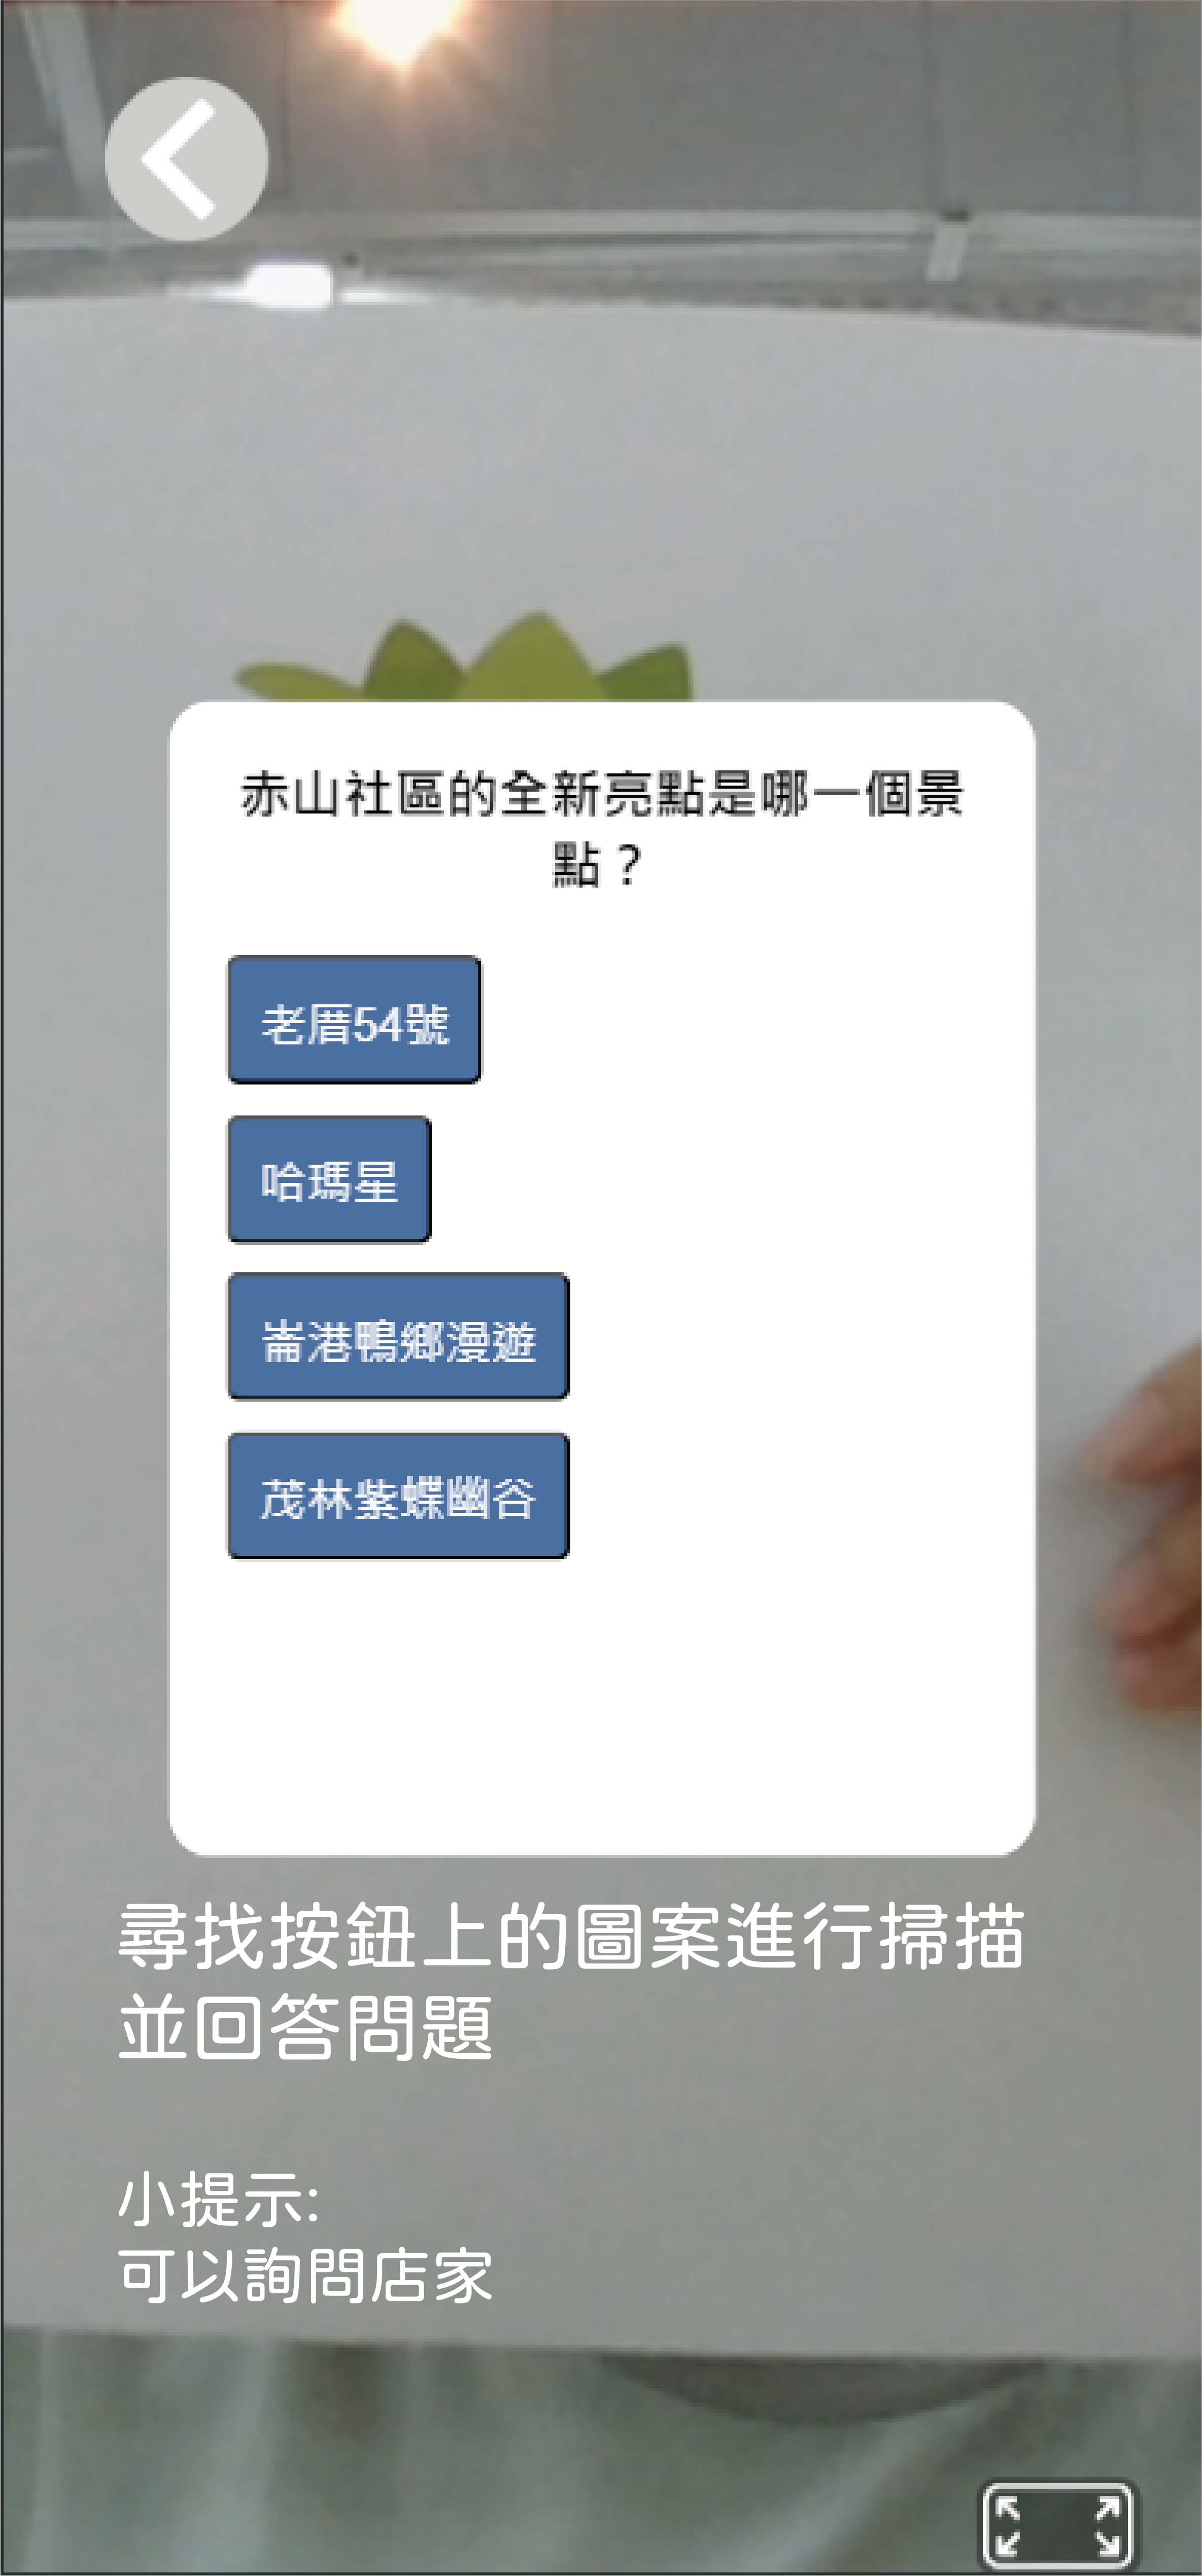 赤山社區的全新亮點是哪一個景
點？
老厝54號
哈瑪星
崙港鴨鄉漫遊
茂林紫蝶幽谷
尋找按鈕上的圖案進行掃描
並回答問題
小提示:
可以詢問店家